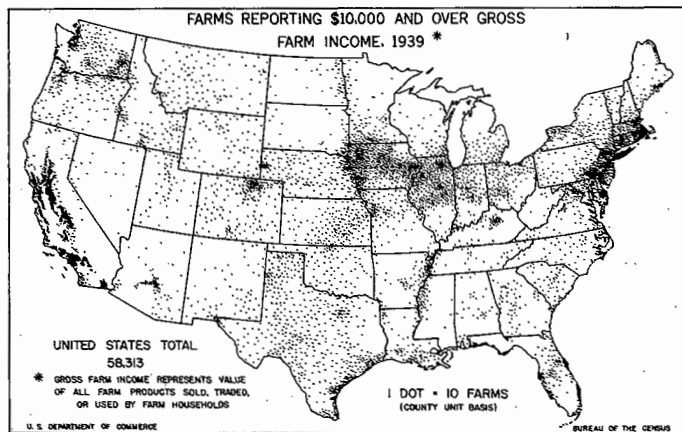 FARMS REPORTING $10,000 AND OVER GROSS
FARM INCOME, 1939 *
UNITED STATES TOTAL
58,313
* GROSS FARM INCOME REPRESENTS VALUE
OF ALL FARM PRODUCTS SOLD, TRADED,
OR USED BY FARM HOUSEHOLDS
1 DOT = 10 FARMS
(COUNTY UNIT BASIS)
U. S. DEPARTMENT OF COMMERCE
BUREAU OF THE CENSUS